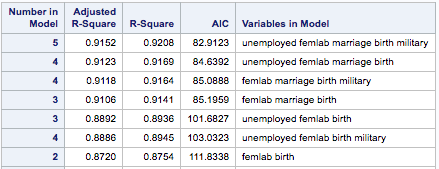 Number in Model Adjusted R-Square R-Square AIC Variables in Model
5 0.9152 0.9208 82.9123 unemployed femlab marriage birth military
4 0.9123 0.9169 84.6392 unemployed femlab marriage birth
4 0.9118 0.9164 85.0888 femlab marriage birth military
3 0.9106 0.9141 85.1959 femlab marriage birth
3 0.8892 0.8936 101.6827 unemployed femlab birth
4 0.8886 0.8945 103.0323 unemployed femlab birth military
2 0.8720 0.8754 111.8338 femlab birth